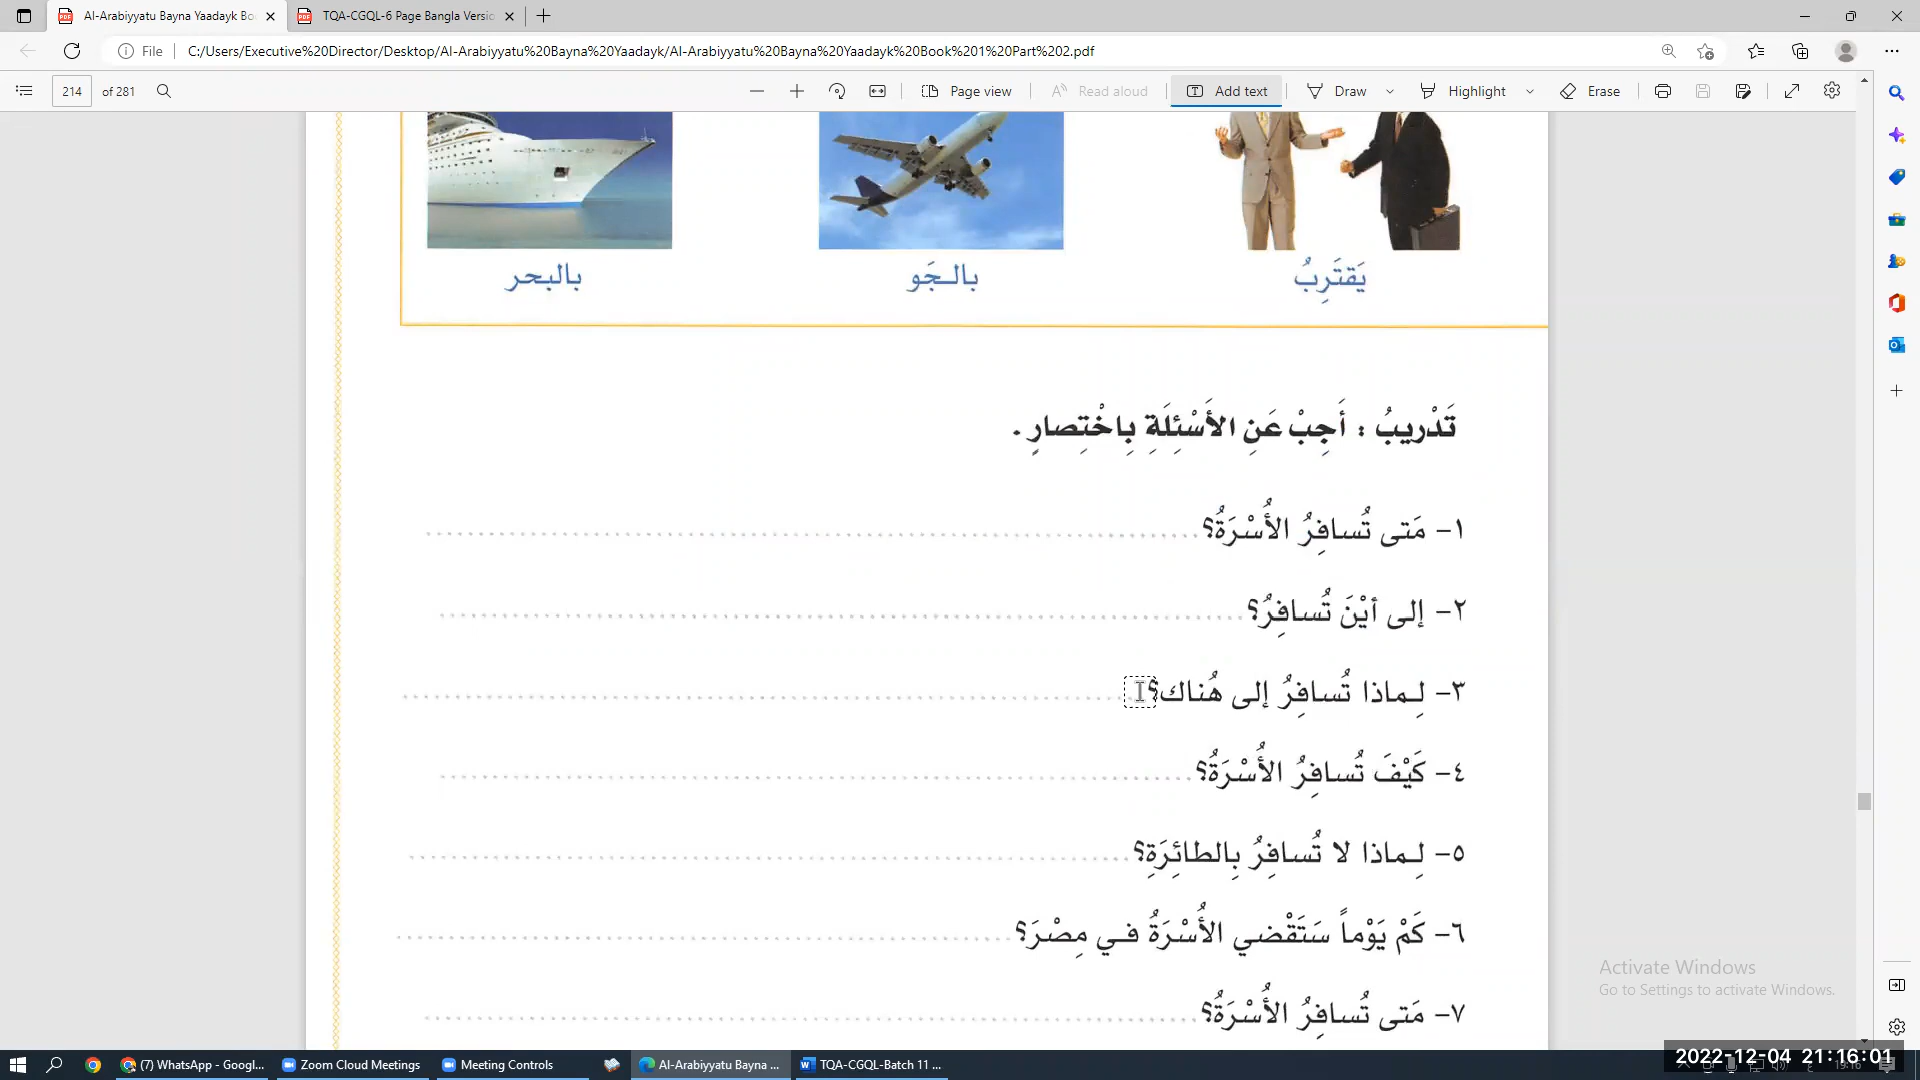 Al-Arabiyyatu Bayna Yaadayk Bo
TQA-CGQL-6 Page Bangla Versio
File
C:/Users/Executive%20Director/Desktop/Al-Arabiyyatu%20Bayna%20Yaadayk/Al-Arabiyyatu%20Bayna%20Yaadayk%20Book%201%20Part%202.pdf
214 of 281
Page view
Read aloud
Add text
Draw
Highlight
Erase
يَقتَرِبُ
بالـجَو
بالبحر
تَدْرِيبُ : أَجِبْ عَنِ الأَسْئِلَةِ بِاخْتِصارٍ .
١- مَتى تُسافِرُ الأُسْرَةُ؟
٢- إلى أيْنَ تُسافِرُ؟
٣- لِـماذا تُسافِرُ إلى هُناك؟
٤- كَيْفَ تُسافِرُ الأُسْرَةُ؟
٥- لِـماذا لا تُسافِرُ بِالطائِرَةِ؟
٦- كَمْ يَوْماً سَتَقْضي الأُسْرَةُ فـي مِصْرَ؟
٧- مَتى تُسافِرُ الأُسْرَةُ؟
Activate Windows
Go to Settings to activate Windows.
(7) WhatsApp - Googl...
Zoom Cloud Meetings
Meeting Controls
Al-Arabiyyatu Bayna ...
TQA-CGQL-Batch 11 ...
2022-12-04 21:16:01